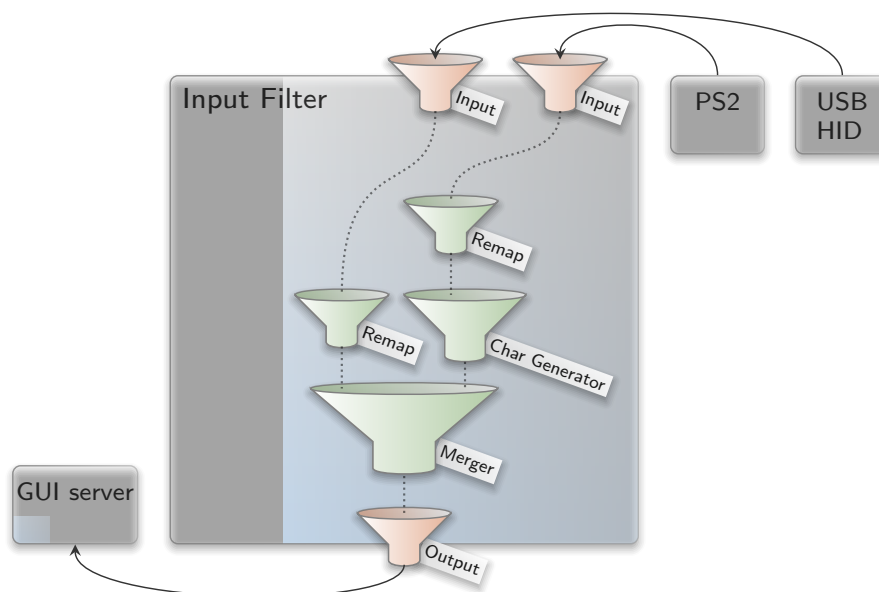 Input Filter
Input
Input
PS2
USB
HID
Remap
Remap
Char Generator
Merger
GUI server
Output